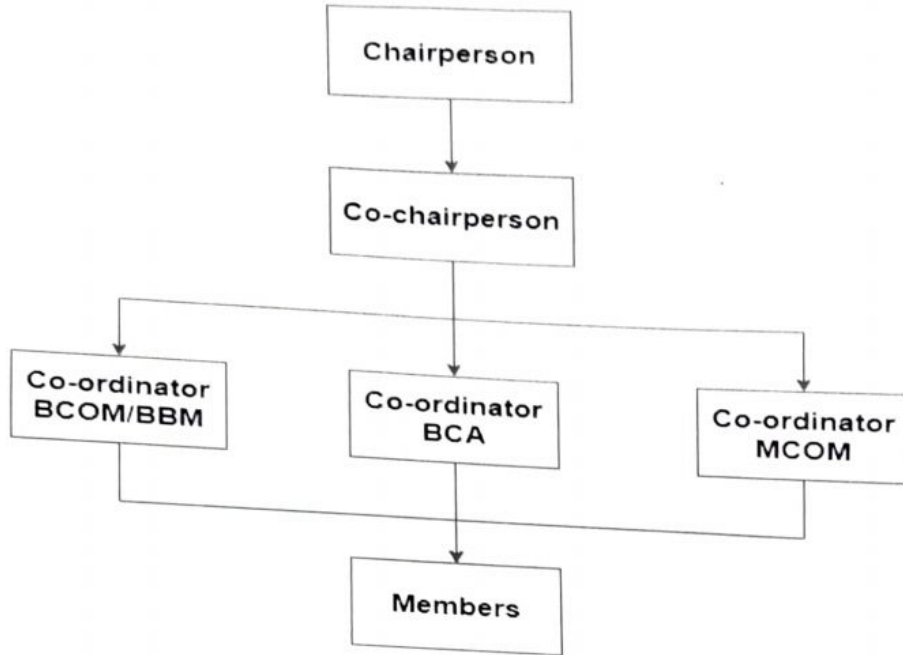 Chairperson
Co-chairperson
Co-ordinator
BCOM/BBM
Co-ordinator
BCA
Co-ordinator
MCOM
Members